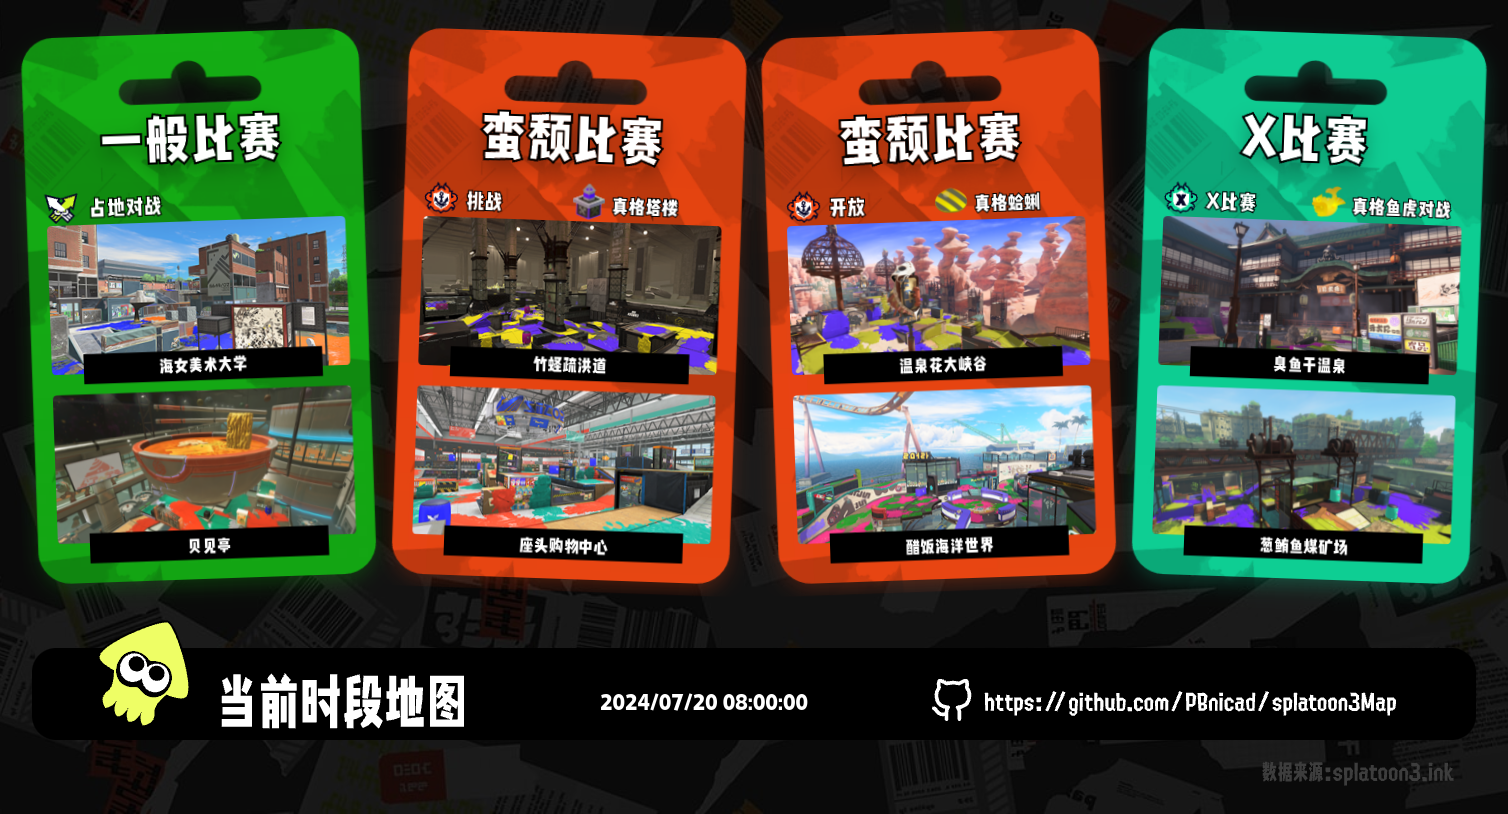 一般比赛
占地对战
海女美术大学
贝见亭
蛮颓比赛
挑战
真格塔楼
竹蛏疏洪道
座头购物中心
蛮颓比赛
开放
真格蛤蜊
温泉花大峡谷
醋饭海洋世界
X比赛
X比赛
真格鱼虎对战
臭鱼干温泉
葱鲔鱼煤矿场
当前时段地图
2024/07/20 08:00:00
https://github.com/PBnicad/splatoon3Map
数据来源:splatoon3.ink